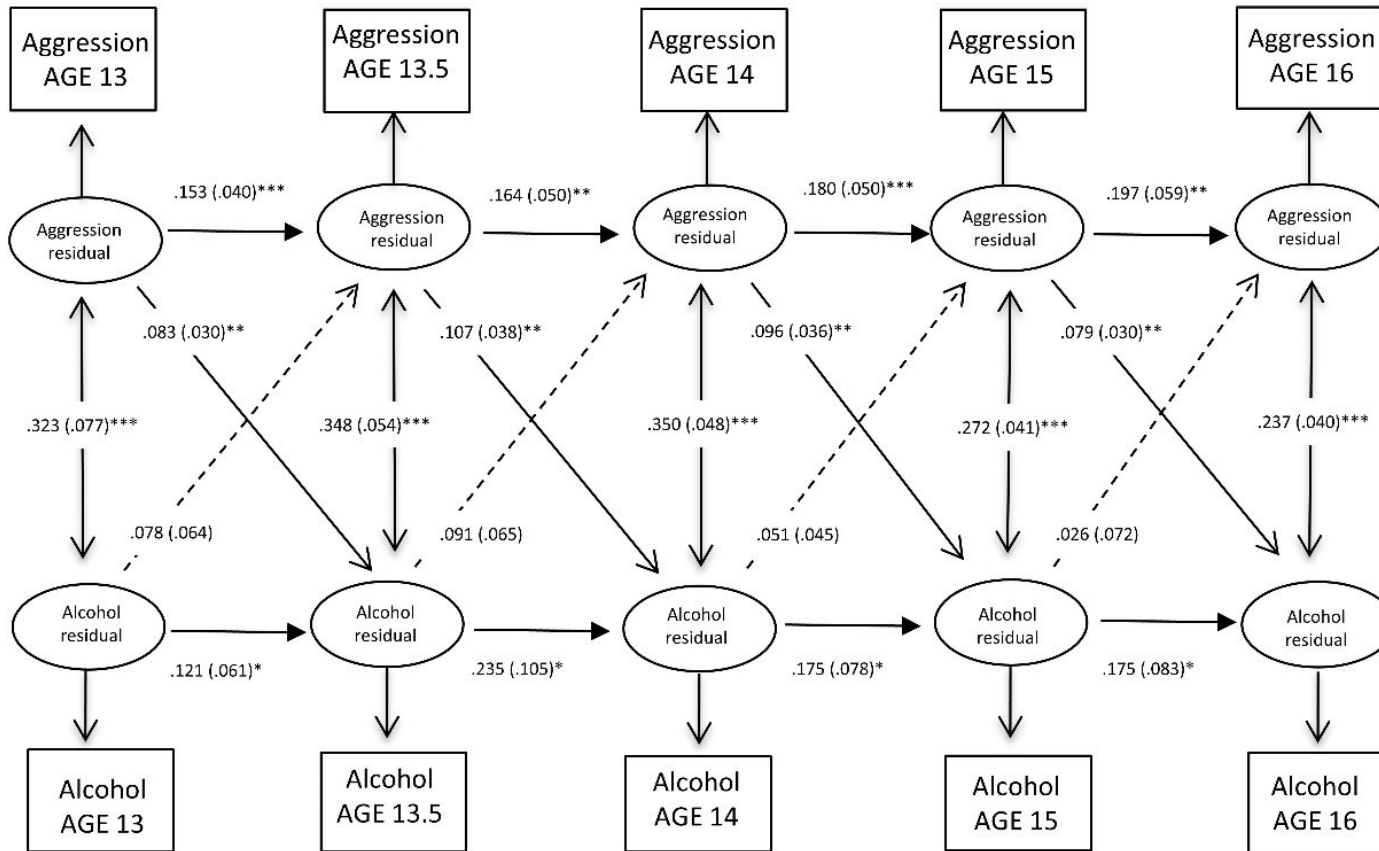 Aggression
AGE 13
Aggression
AGE 13.5
Aggression
AGE 14
Aggression
AGE 15
Aggression
AGE 16
.153 (.040)***
.164 (.050)**
.180 (.050)***
.197 (.059)**
Aggression
residual
Aggression
residual
Aggression
residual
Aggression
residual
Aggression
residual
.083 (.030)**
.107 (.038)**
.096 (.036)**
.079 (.030)**
.323 (.077)***
.348 (.054)***
.350 (.048)***
.272 (.041)***
.237 (.040)***
.078 (.064)
.091 (.065)
.051 (.045)
.026 (.072)
Alcohol
residual
Alcohol
residual
Alcohol
residual
Alcohol
residual
Alcohol
residual
.121 (.061)*
.235 (.105)*
.175 (.078)*
.175 (.083)*
Alcohol
AGE 13
Alcohol
AGE 13.5
Alcohol
AGE 14
Alcohol
AGE 15
Alcohol
AGE 16